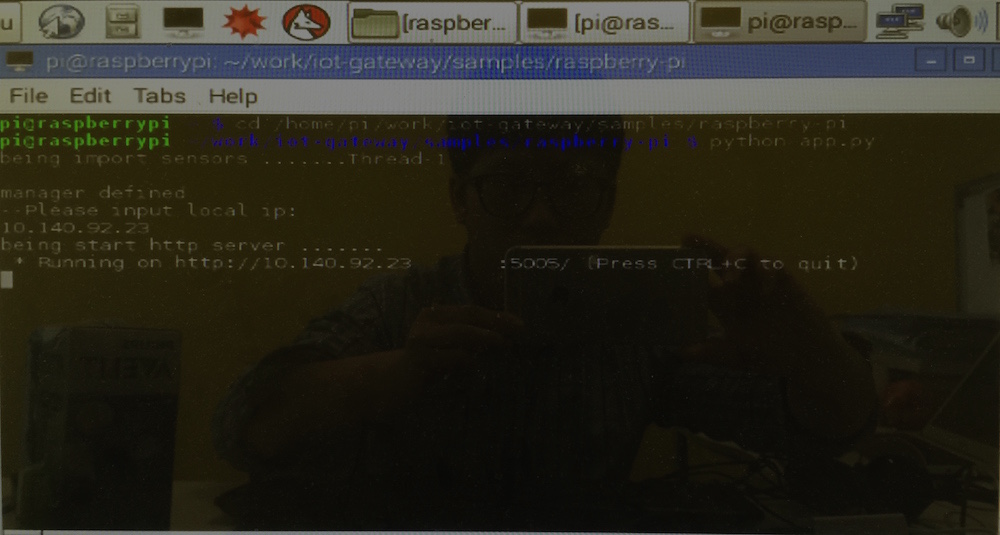 u [raspber... [pi@ras... pi@rasp...
pi@raspberrypi: ~/work/iot-gateway/samples/raspberry-pi
File Edit Tabs Help
pi@raspberrypi ~ $ cd /home/pi/work/iot-gateway/samples/raspberry-pi
pi@raspberrypi ~/work/iot-gateway/samples/raspberry-pi $ python app.py
being import sensors .......Thread-1
manager defined
--Please input local ip:
10.140.92.23
being start http server .......
* Running on http://10.140.92.23 :5005/ (Press CTRL+C to quit)